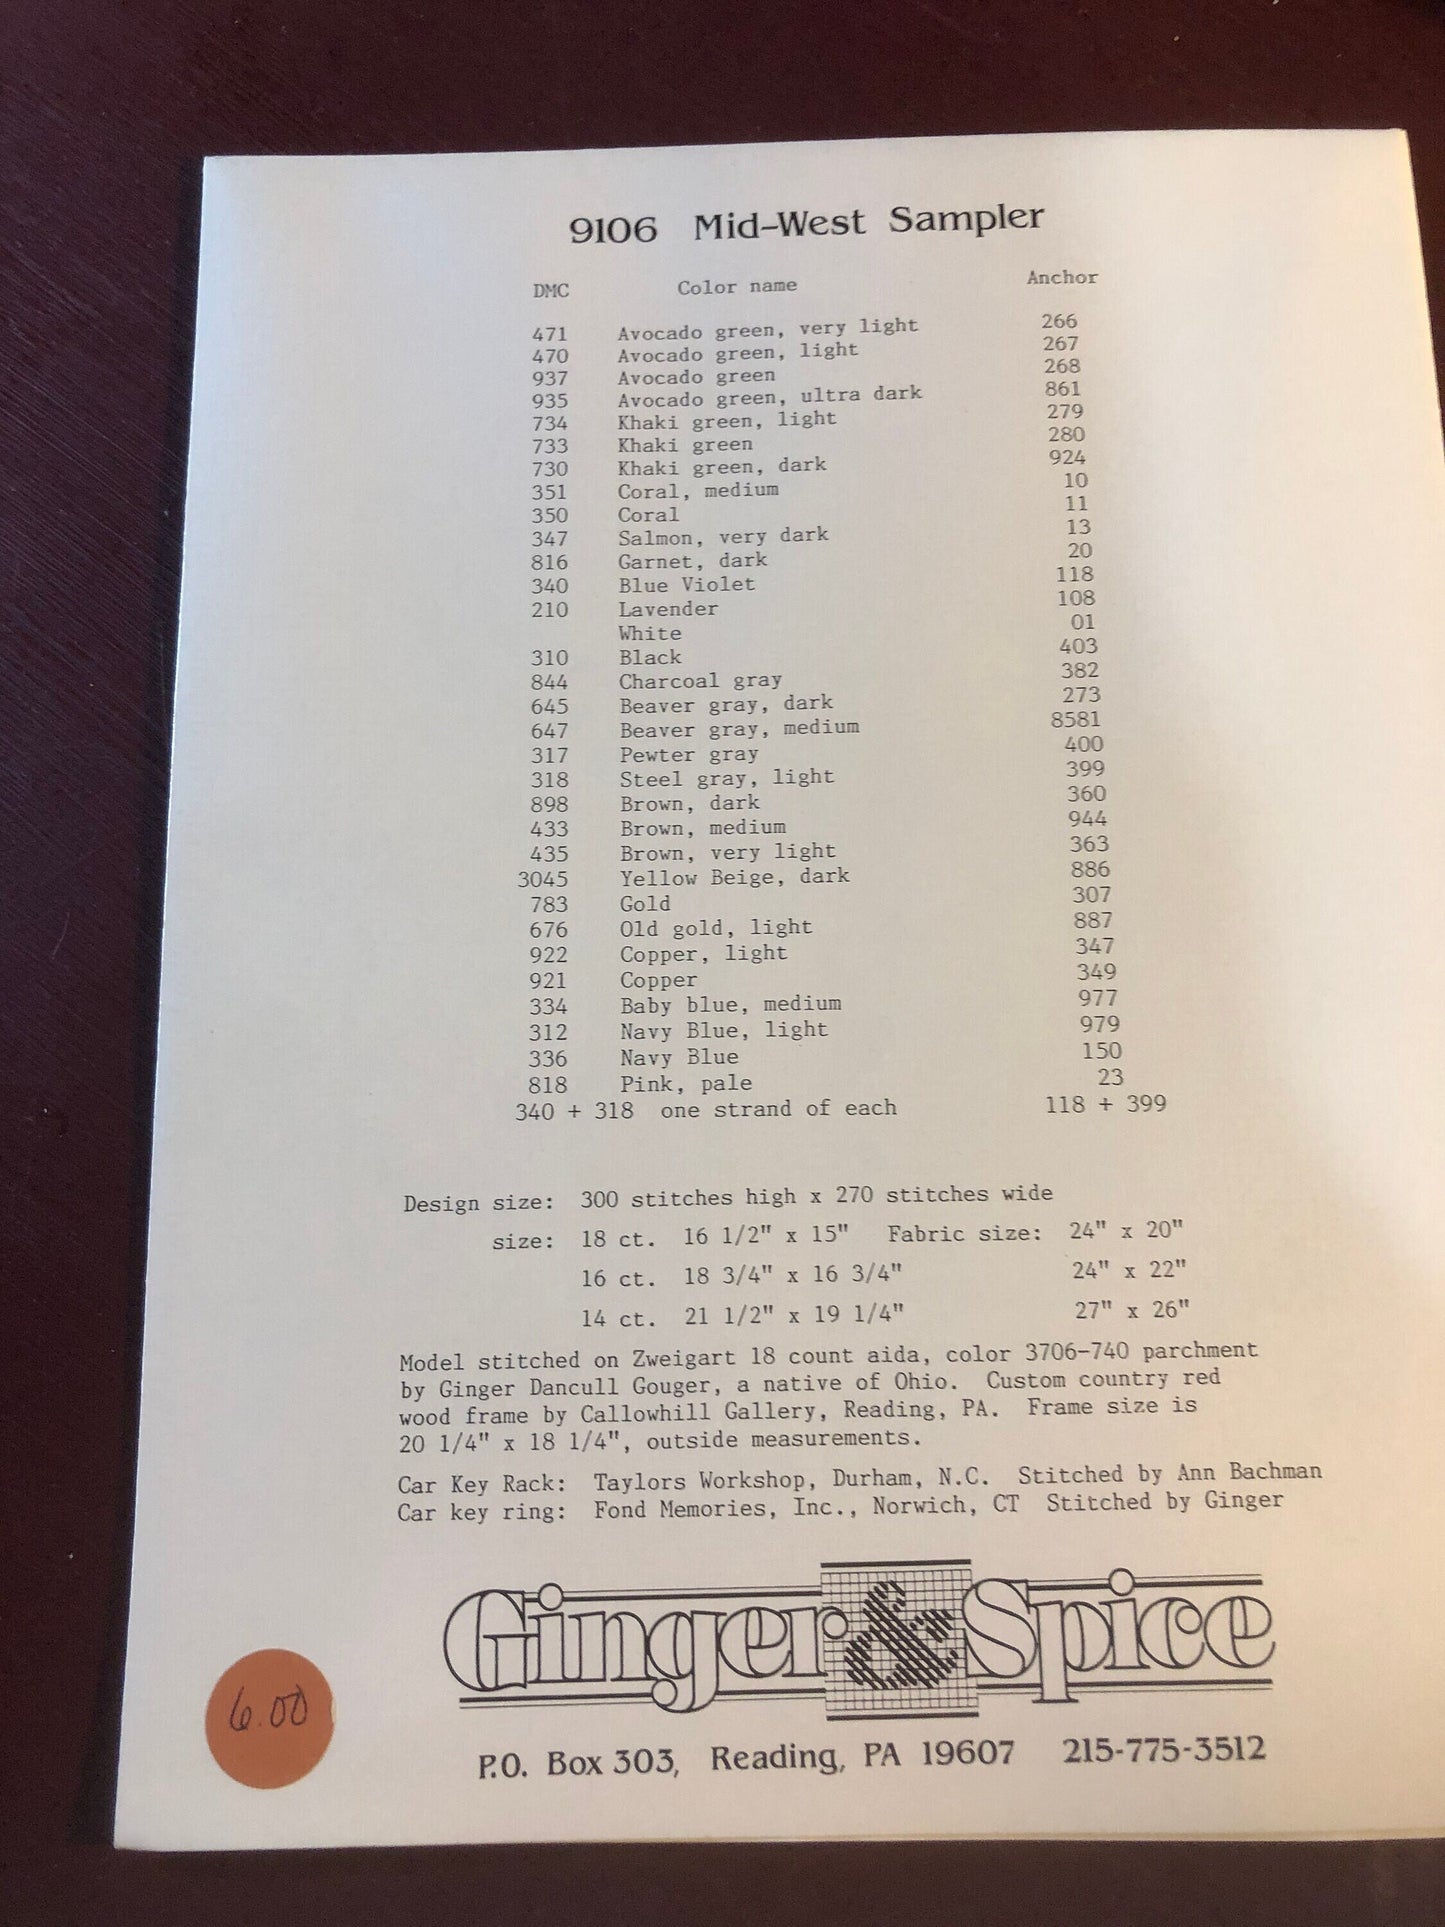 9106 Mid-West Sampler
DMC Color name Anchor
471 Avocado green, very light 266
470 Avocado green, light 267
937 Avocado green 268
935 Avocado green, ultra dark 861
734 Khaki green, light 279
733 Khaki green 280
730 Khaki green, dark 924
351 Coral, medium 10
350 Coral 11
347 Salmon, very dark 13
816 Garnet, dark 20
340 Blue Violet 118
210 Lavender 108
White 01
310 Black 403
844 Charcoal gray 382
645 Beaver gray, dark 273
647 Beaver gray, medium 8581
317 Pewter gray 400
318 Steel gray, light 399
898 Brown, dark 360
433 Brown, medium 944
435 Brown, very light 363
3045 Yellow Beige, dark 886
783 Gold 307
676 Old gold, light 887
922 Copper, light 347
921 Copper 349
334 Baby blue, medium 977
312 Navy Blue, light 979
336 Navy Blue 150
818 Pink, pale 23
340 + 318 one strand of each 118 + 399
Design size: 300 stitches high x 270 stitches wide
size: 18 ct. 16 1/2" x 15" Fabric size: 24" x 20"
16 ct. 18 3/4" x 16 3/4" 24" x 22"
14 ct. 21 1/2" x 19 1/4" 27" x 26"
Model stitched on Zweigart 18 count aida, color 3706-740 parchment
by Ginger Dancull Gouger, a native of Ohio. Custom country red
wood frame by Callowhill Gallery, Reading, PA. Frame size is
20 1/4" x 18 1/4", outside measurements.
Car Key Rack: Taylors Workshop, Durham, N.C. Stitched by Ann Bachman
Car key ring: Fond Memories, Inc., Norwich, CT Stitched by Ginger
Ginger & Spice
6.00
P.O. Box 303, Reading, PA 19607 215-775-3512